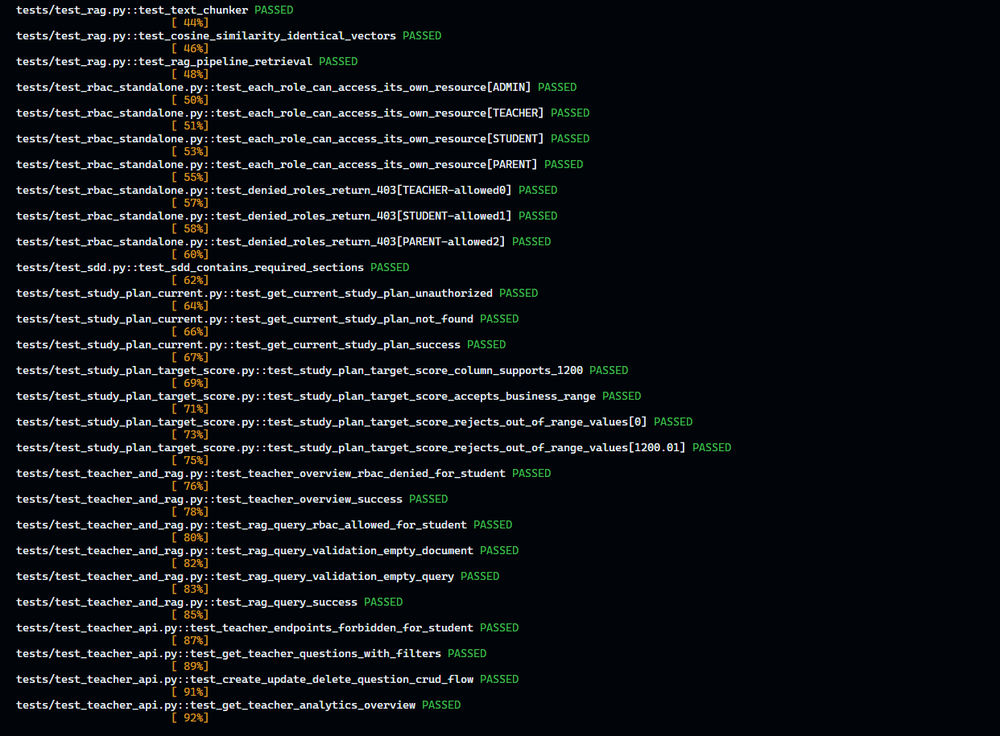 tests/test_rag.py::test_text_chunker PASSED
[ 44%]
tests/test_rag.py::test_cosine_similarity_identical_vectors PASSED
[ 46%]
tests/test_rag.py::test_rag_pipeline_retrieval PASSED
[ 48%]
tests/test_rbac_standalone.py::test_each_role_can_access_its_own_resource[ADMIN] PASSED
[ 50%]
tests/test_rbac_standalone.py::test_each_role_can_access_its_own_resource[TEACHER] PASSED
[ 51%]
tests/test_rbac_standalone.py::test_each_role_can_access_its_own_resource[STUDENT] PASSED
[ 53%]
tests/test_rbac_standalone.py::test_each_role_can_access_its_own_resource[PARENT] PASSED
[ 55%]
tests/test_rbac_standalone.py::test_denied_roles_return_403[TEACHER-allowed0] PASSED
[ 57%]
tests/test_rbac_standalone.py::test_denied_roles_return_403[STUDENT-allowed1] PASSED
[ 58%]
tests/test_rbac_standalone.py::test_denied_roles_return_403[PARENT-allowed2] PASSED
[ 60%]
tests/test_sdd.py::test_sdd_contains_required_sections PASSED
[ 62%]
tests/test_study_plan_current.py::test_get_current_study_plan_unauthorized PASSED
[ 64%]
tests/test_study_plan_current.py::test_get_current_study_plan_not_found PASSED
[ 66%]
tests/test_study_plan_current.py::test_get_current_study_plan_success PASSED
[ 67%]
tests/test_study_plan_target_score.py::test_study_plan_target_score_column_supports_1200 PASSED
[ 69%]
tests/test_study_plan_target_score.py::test_study_plan_target_score_accepts_business_range PASSED
[ 71%]
tests/test_study_plan_target_score.py::test_study_plan_target_score_rejects_out_of_range_values[0] PASSED
[ 73%]
tests/test_study_plan_target_score.py::test_study_plan_target_score_rejects_out_of_range_values[1200.01] PASSED
[ 75%]
tests/test_teacher_and_rag.py::test_teacher_overview_rbac_denied_for_student PASSED
[ 76%]
tests/test_teacher_and_rag.py::test_teacher_overview_success PASSED
[ 78%]
tests/test_teacher_and_rag.py::test_rag_query_rbac_allowed_for_student PASSED
[ 80%]
tests/test_teacher_and_rag.py::test_rag_query_validation_empty_document PASSED
[ 82%]
tests/test_teacher_and_rag.py::test_rag_query_validation_empty_query PASSED
[ 83%]
tests/test_teacher_and_rag.py::test_rag_query_success PASSED
[ 85%]
tests/test_teacher_api.py::test_teacher_endpoints_forbidden_for_student PASSED
[ 87%]
tests/test_teacher_api.py::test_get_teacher_questions_with_filters PASSED
[ 89%]
tests/test_teacher_api.py::test_create_update_delete_question_crud_flow PASSED
[ 91%]
tests/test_teacher_api.py::test_get_teacher_analytics_overview PASSED
[ 92%]